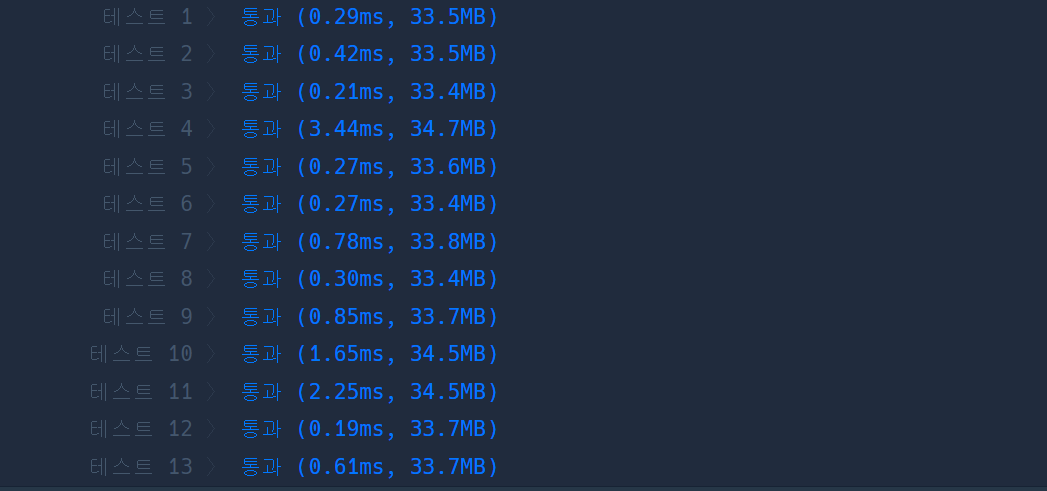 테스트 1 〉 통과 (0.29ms, 33.5MB)
테스트 2 〉 통과 (0.42ms, 33.5MB)
테스트 3 〉 통과 (0.21ms, 33.4MB)
테스트 4 〉 통과 (3.44ms, 34.7MB)
테스트 5 〉 통과 (0.27ms, 33.6MB)
테스트 6 〉 통과 (0.27ms, 33.4MB)
테스트 7 〉 통과 (0.78ms, 33.8MB)
테스트 8 〉 통과 (0.30ms, 33.4MB)
테스트 9 〉 통과 (0.85ms, 33.7MB)
테스트 10 〉 통과 (1.65ms, 34.5MB)
테스트 11 〉 통과 (2.25ms, 34.5MB)
테스트 12 〉 통과 (0.19ms, 33.7MB)
테스트 13 〉 통과 (0.61ms, 33.7MB)